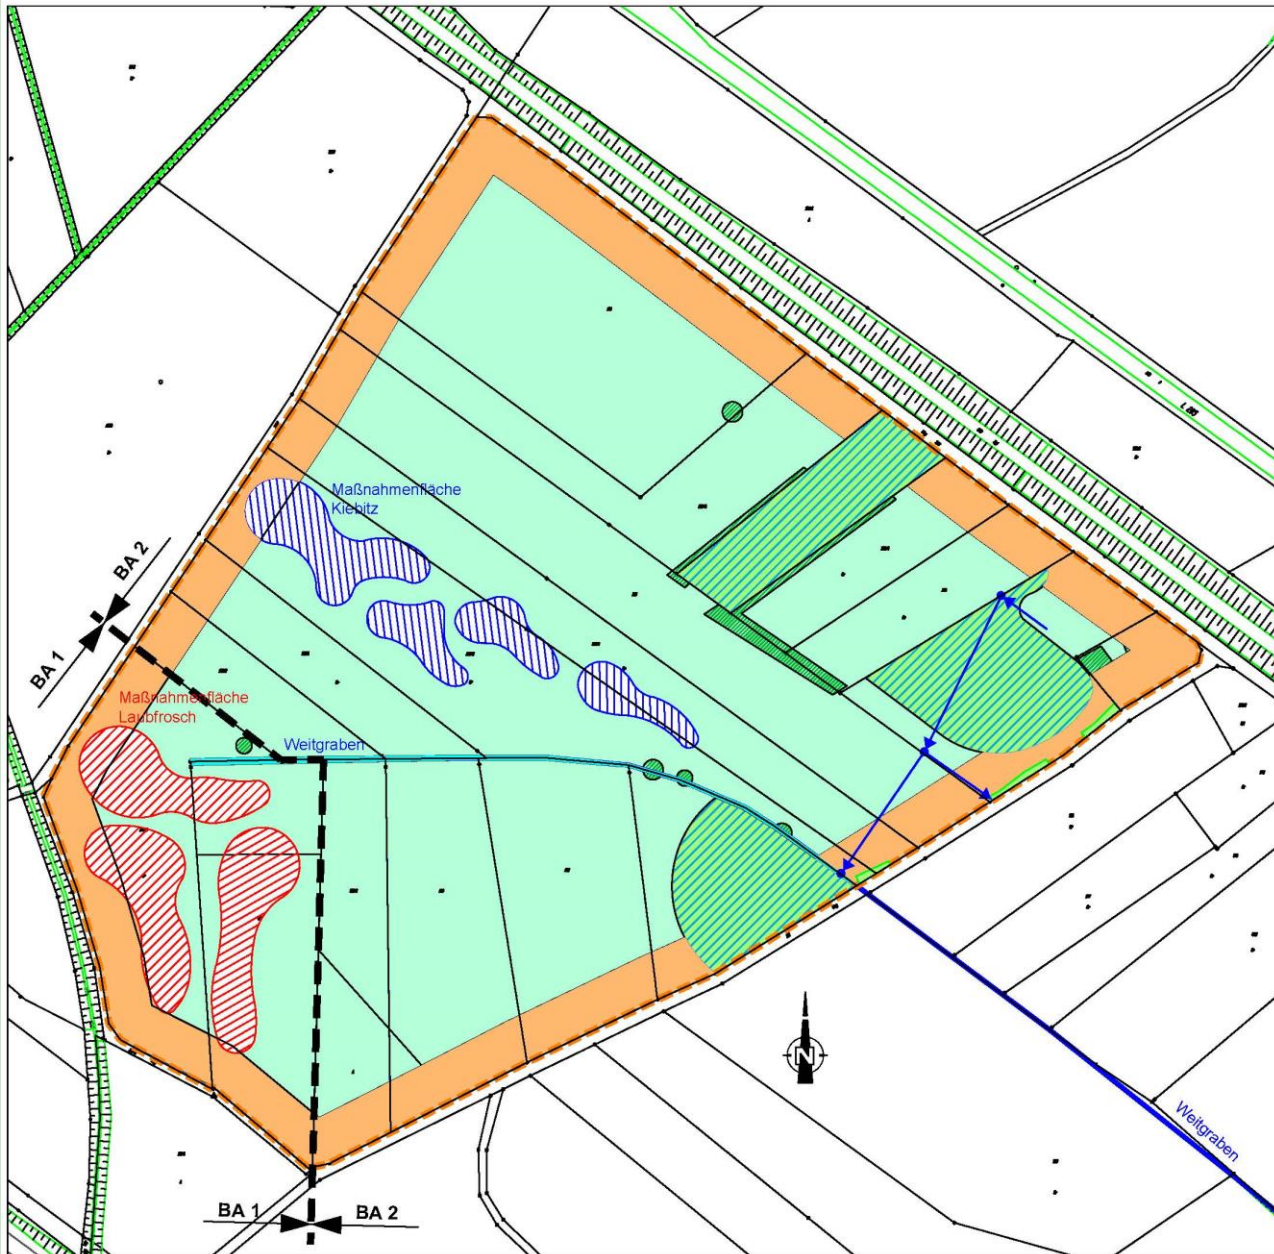 Maßnahmenfläche
Kiebitz
BA 2
BA 1
Maßnahmenfläche
Laubfrosch
Weitgraben
N
Weitgraben
BA 1
BA 2